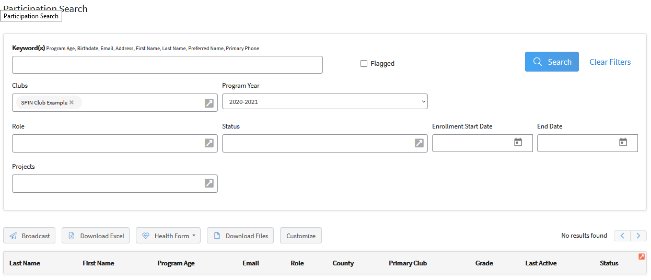 Participation Search
Participation Search
Keyword(s) Program Age, Birthdate, Email, Address, First Name, Last Name, Preferred Name, Primary Phone
Flagged
Search
Clear Filters
Clubs
Program Year
SPIN Club Example ×
2020-2021
Role
Status
Enrollment Start Date
End Date
Projects
Broadcast
Download Excel
Health Form
Download Files
Customize
No results found
Last Name First Name Program Age Email Role County Primary Club Grade Last Active Status